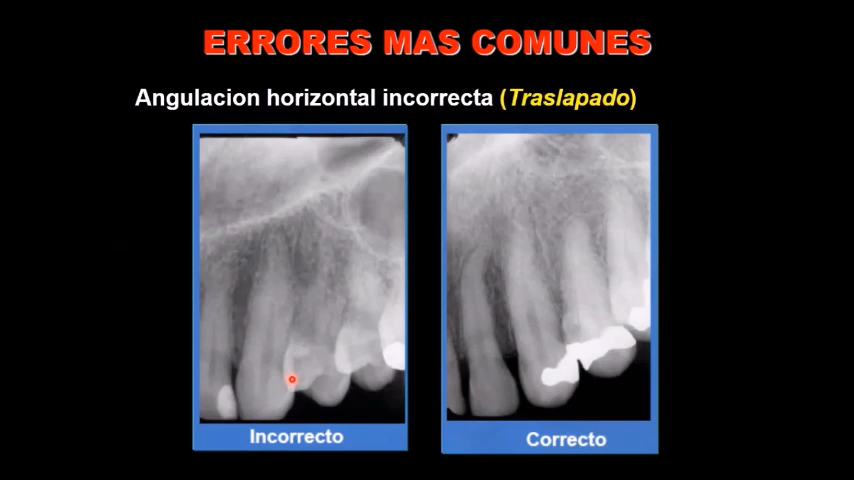 ERRORES MAS COMUNES
Angulacion horizontal incorrecta (Traslapado)
Incorrecto
Correcto